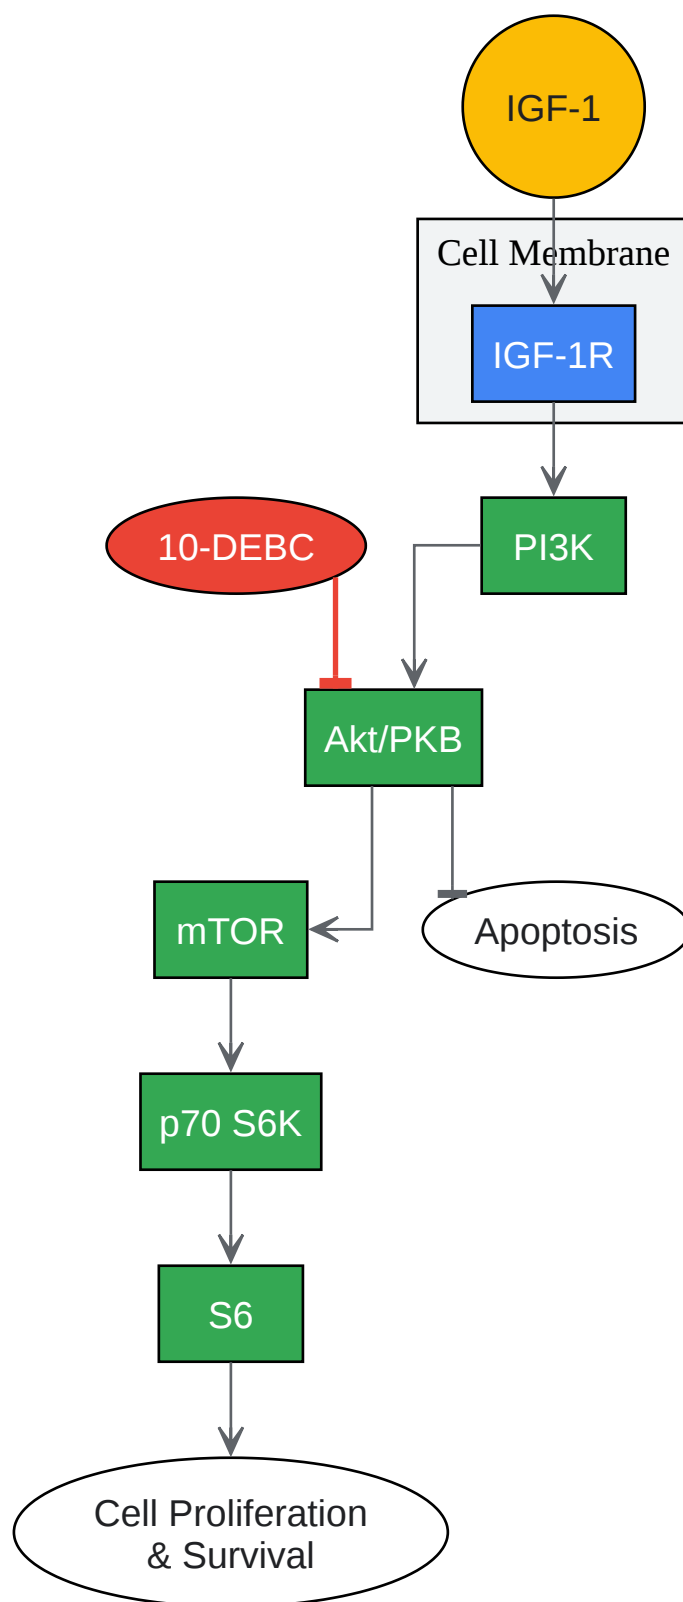 IGF-1
Cell Membrane
IGF-1R
10-DEBC
PI3K
Akt/PKB
mTOR
Apoptosis
p70 S6K
S6
Cell Proliferation
& Survival